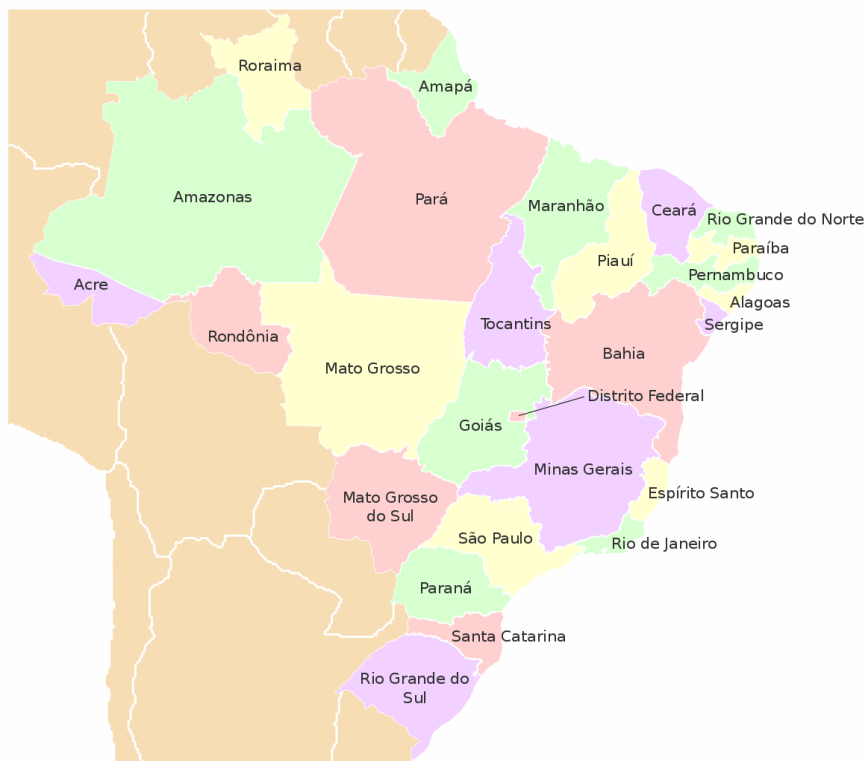 Roraima
Amapá
Amazonas
Pará
Maranhão
Ceará
Rio Grande do Norte
Paraíba
Piauí
Pernambuco
Acre
Alagoas
Tocantins
Sergipe
Rondônia
Bahia
Mato Grosso
Distrito Federal
Goiás
Minas Gerais
Espírito Santo
Mato Grosso
do Sul
São Paulo
Rio de Janeiro
Paraná
Santa Catarina
Rio Grande do
Sul